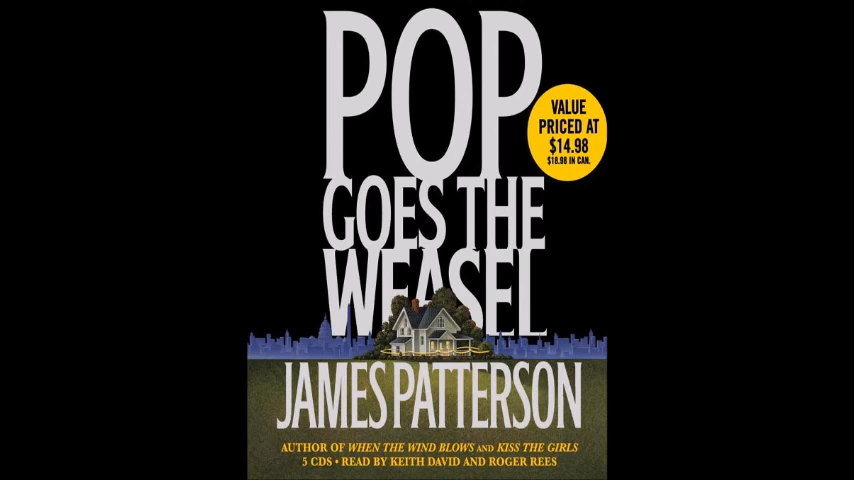 POP
GOES THE
WEASEL
VALUE
PRICED AT
$14.98
$18.98 IN CAN.
JAMES PATTERSON
AUTHOR OF WHEN THE WIND BLOWS AND KISS THE GIRLS
5 CDS • READ BY KEITH DAVID AND ROGER REES